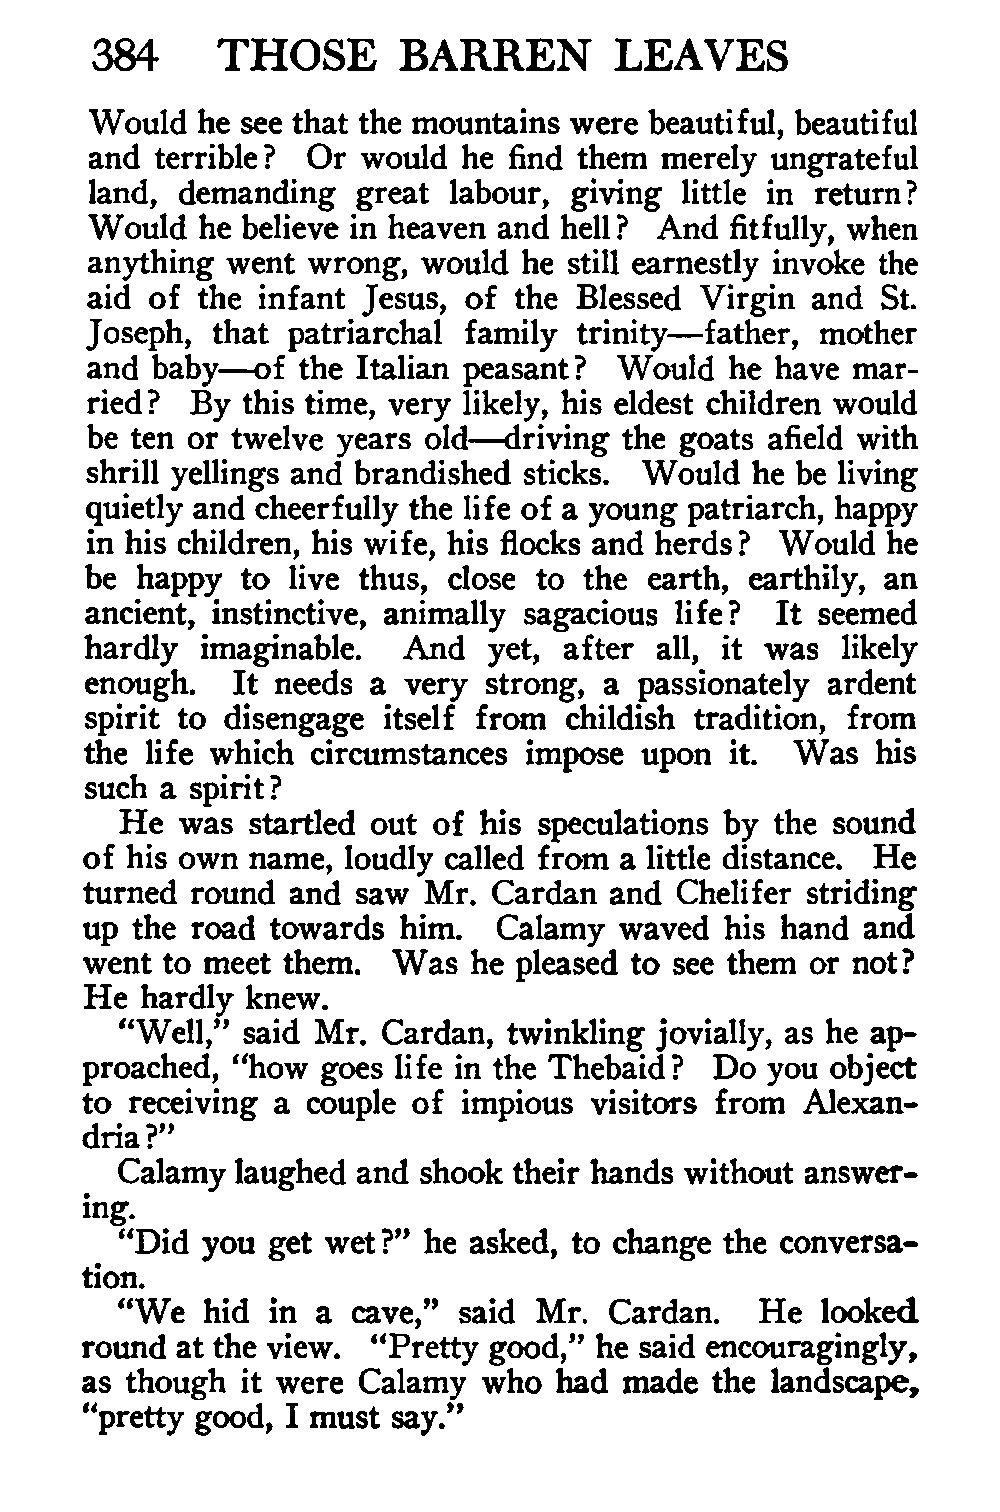 384 THOSE BARREN LEAVES
Would he see that the mountains were beautiful, beautiful
and terrible? Or would he find them merely ungrateful
land, demanding great labour, giving little in return?
Would he believe in heaven and hell? And fitfully, when
anything went wrong, would he still earnestly invoke the
aid of the infant Jesus, of the Blessed Virgin and St.
Joseph, that patriarchal family trinity—father, mother
and baby—of the Italian peasant? Would he have mar-
ried? By this time, very likely, his eldest children would
be ten or twelve years old—driving the goats afield with
shrill yellings and brandished sticks. Would he be living
quietly and cheerfully the life of a young patriarch, happy
in his children, his wife, his flocks and herds? Would he
be happy to live thus, close to the earth, earthily, an
ancient, instinctive, animally sagacious life? It seemed
hardly imaginable. And yet, after all, it was likely
enough. It needs a very strong, a passionately ardent
spirit to disengage itself from childish tradition, from
the life which circumstances impose upon it. Was his
such a spirit?
He was startled out of his speculations by the sound
of his own name, loudly called from a little distance. He
turned round and saw Mr. Cardan and Chelifer striding
up the road towards him. Calamy waved his hand and
went to meet them. Was he pleased to see them or not?
He hardly knew.
“Well,” said Mr. Cardan, twinkling jovially, as he ap-
proached, “how goes life in the Thebaid? Do you object
to receiving a couple of impious visitors from Alexan-
dria?”
Calamy laughed and shook their hands without answer-
ing.
“Did you get wet?” he asked, to change the conversa-
tion.
“We hid in a cave,” said Mr. Cardan. He looked
round at the view. “Pretty good,” he said encouragingly,
as though it were Calamy who had made the landscape,
“pretty good, I must say.”